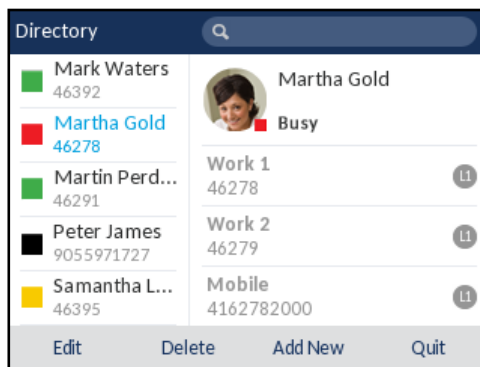 Directory
Mark Waters
46392
Martha Gold
46278
Martin Perd...
46291
Peter James
9055971727
Samantha L...
46395
Martha Gold
Busy
Work 1
46278
L1
Work 2
46279
L1
Mobile
4162782000
L1
Edit Delete Add New Quit